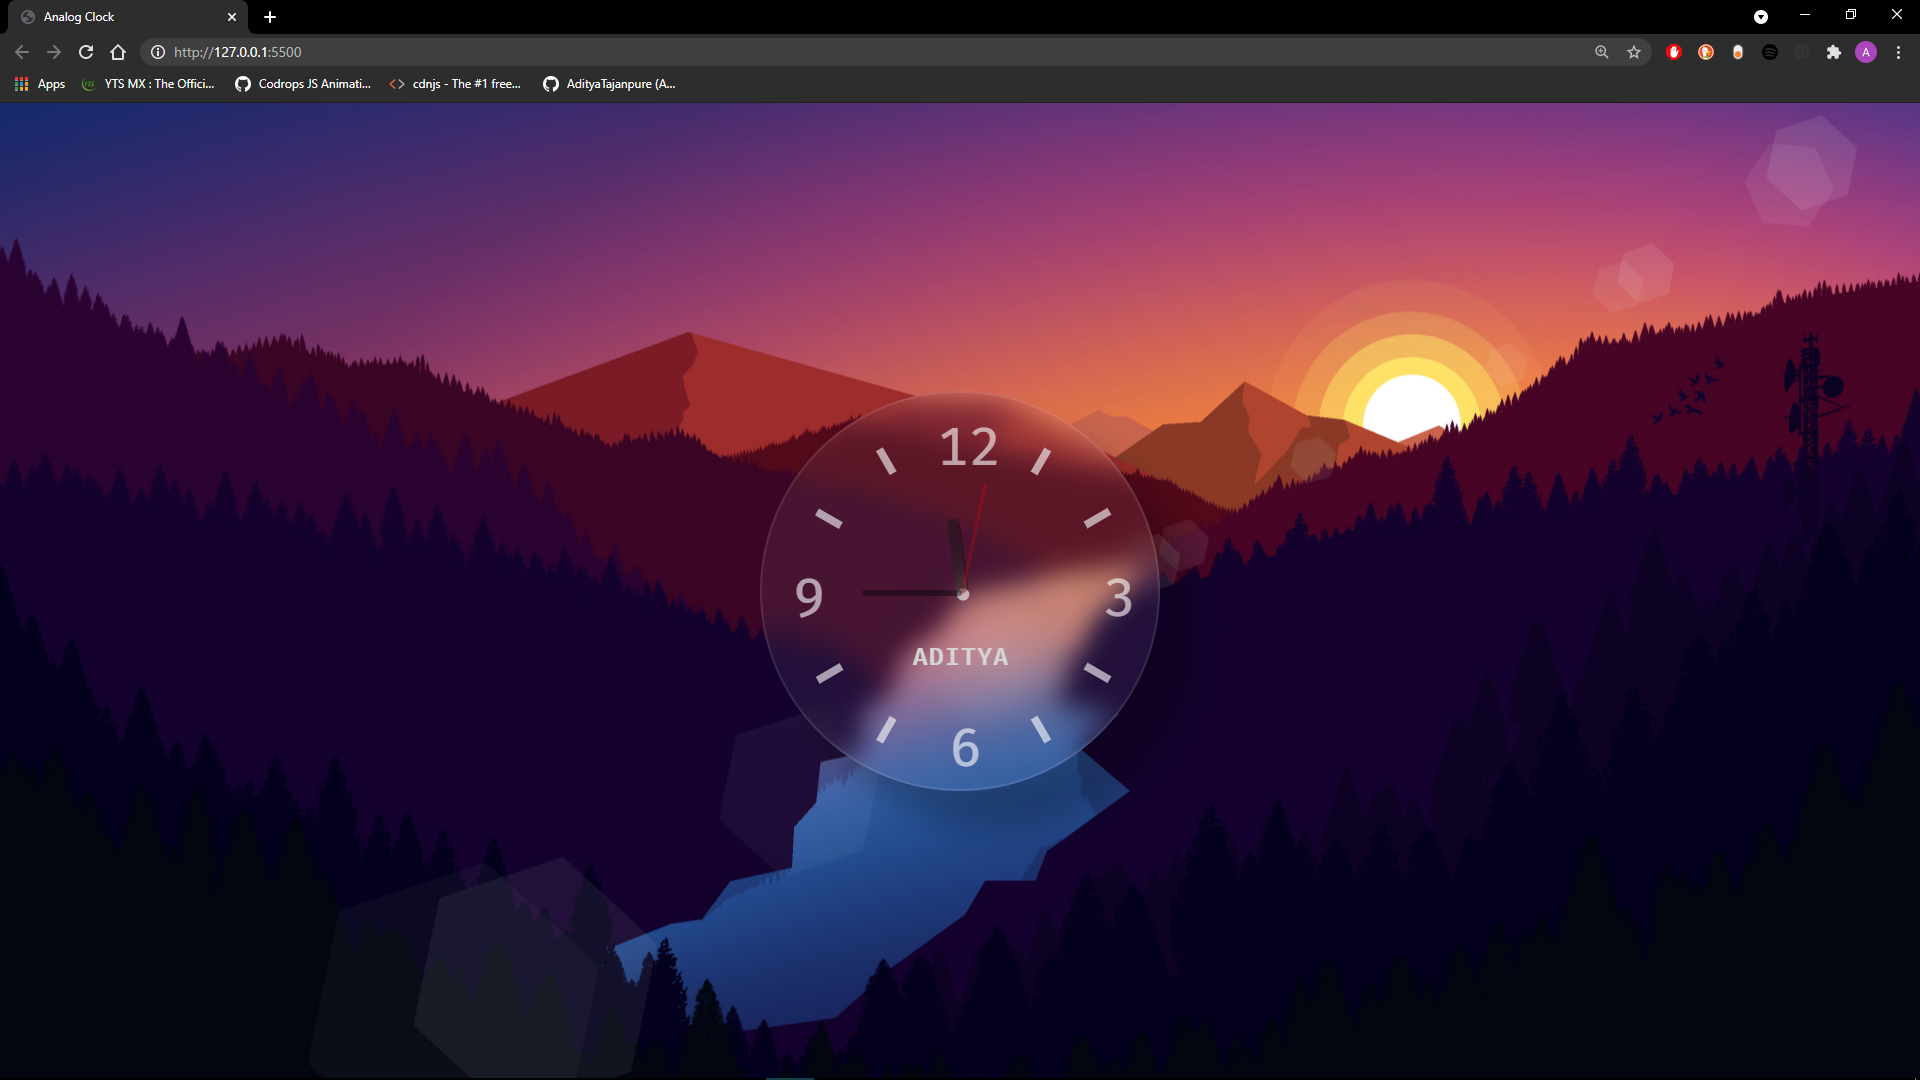 Analog Clock
http://127.0.0.1:5500
Apps
YTS MX : The Offici...
Codrops JS Animati...
cdnjs - The #1 free...
AdityaTajanpure (A...
A
12
9
3
ADITYA
6